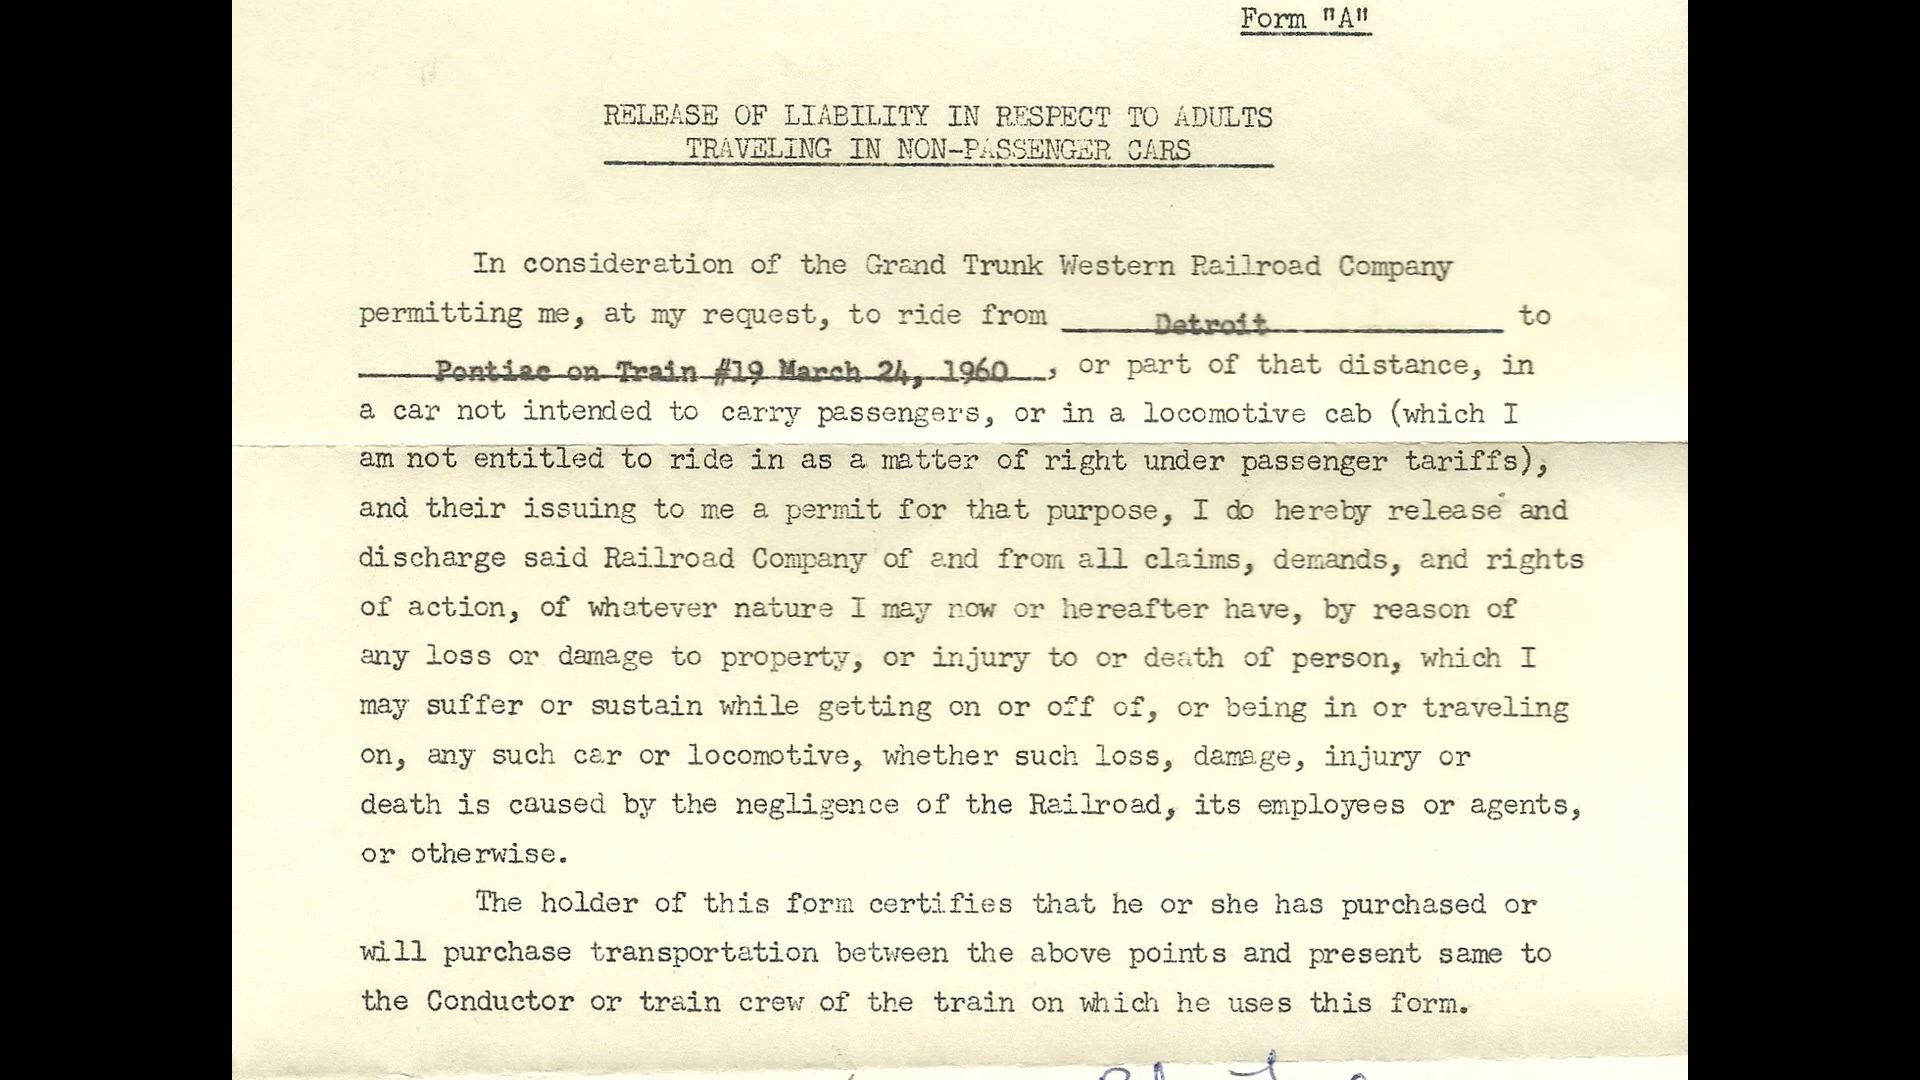 Form "A"
RELEASE OF LIABILITY IN RESPECT TO ADULTS
TRAVELING IN NON-PASSENGER CARS
In consideration of the Grand Trunk Western Railroad Company
permitting me, at my request, to ride from Detroit to
Pontiac on Train #19 March 24, 1960, or part of that distance, in
a car not intended to carry passengers, or in a locomotive cab (which I
am not entitled to ride in as a matter of right under passenger tariffs),
and their issuing to me a permit for that purpose, I do hereby release and
discharge said Railroad Company of and from all claims, demands, and rights
of action, of whatever nature I may now or hereafter have, by reason of
any loss or damage to property, or injury to or death of person, which I
may suffer or sustain while getting on or off of, or being in or traveling
on, any such car or locomotive, whether such loss, damage, injury or
death is caused by the negligence of the Railroad, its employees or agents,
or otherwise.
The holder of this form certifies that he or she has purchased or
will purchase transportation between the above points and present same to
the Conductor or train crew of the train on which he uses this form.